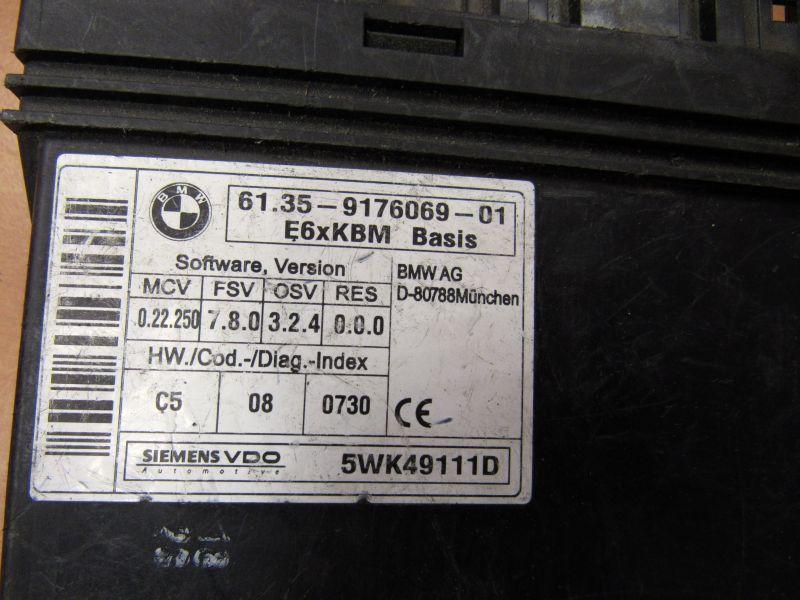 BMW
61.35-9176069-01
E6xKBM Basis
Software, Version
MCV FSV OSV RES
0.22.250 7.8.0 3.2.4 0.0.0
HW./Cod.-/Diag.-Index
C5 08 0730
BMW AG
D-80788München
CE
SIEMENS VDO
Automotive
5WK49111D